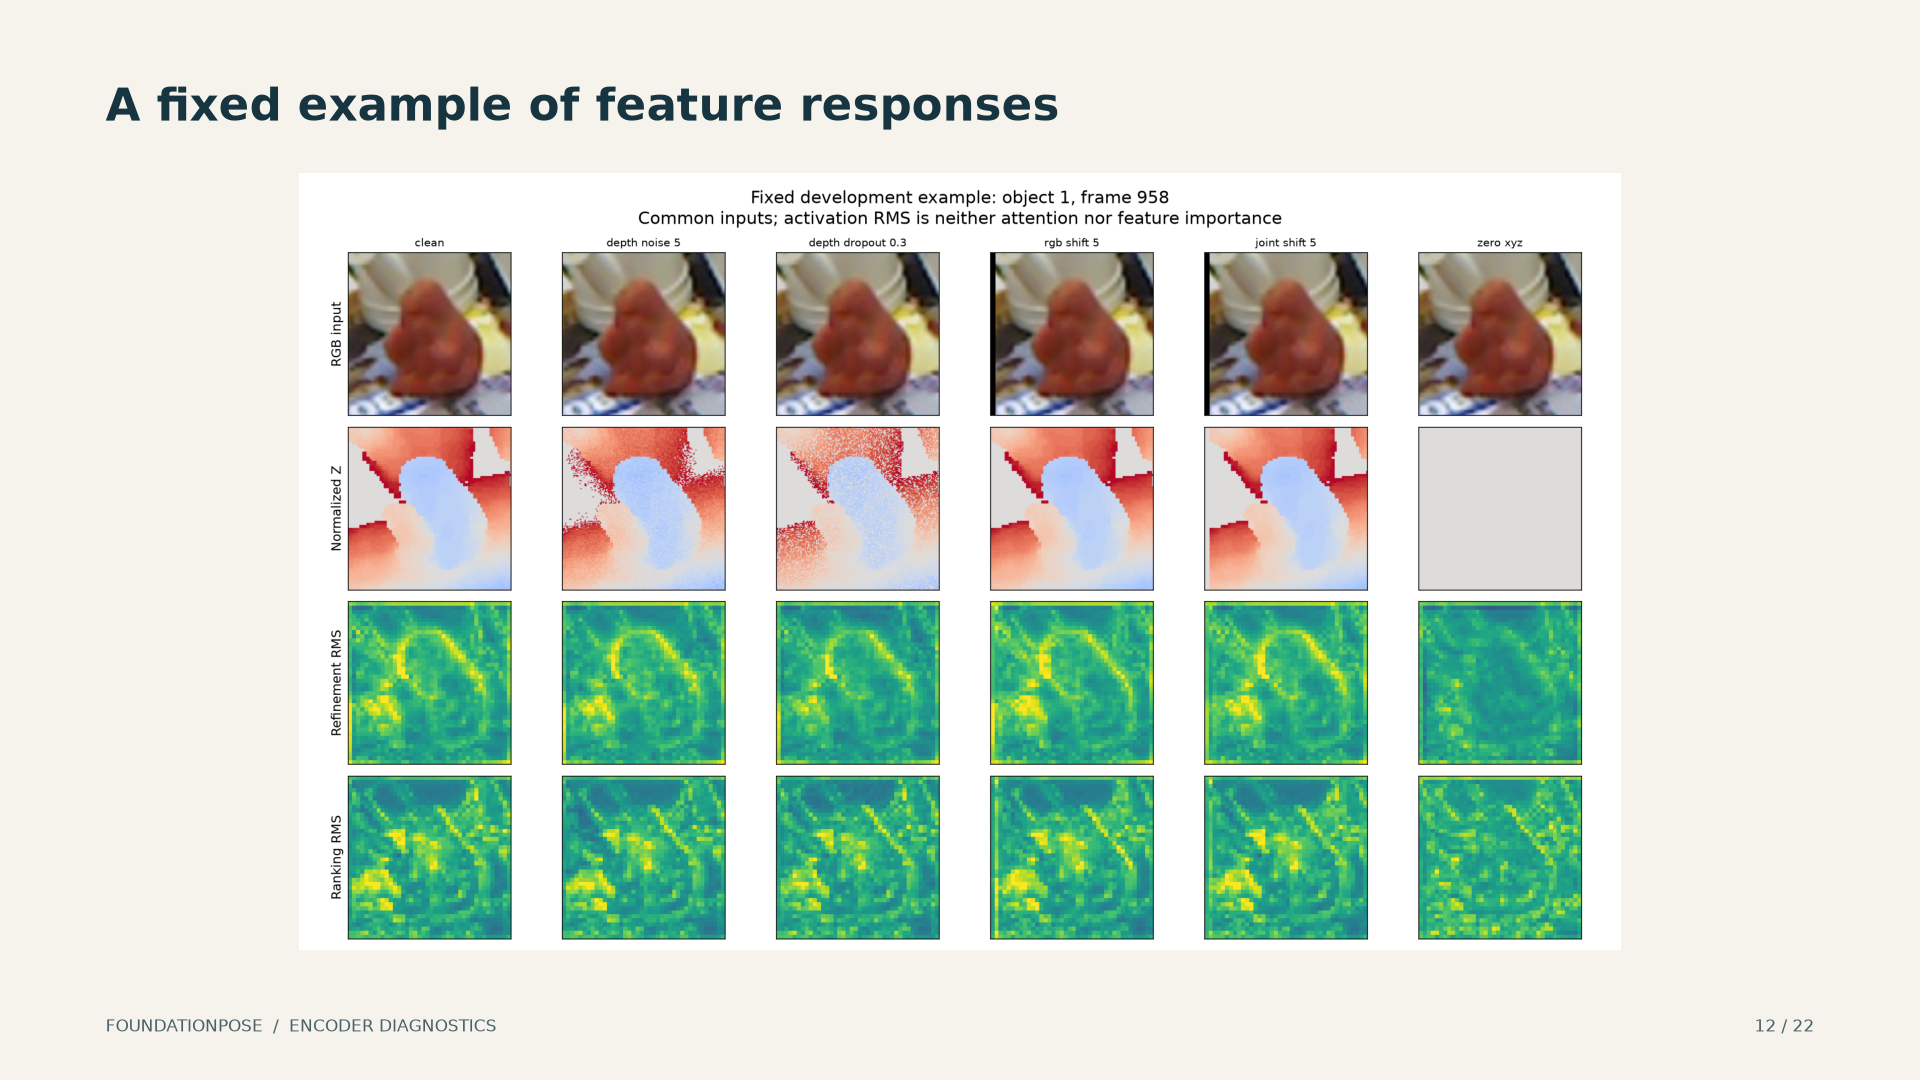 A fixed example of feature responses
Fixed development example: object 1, frame 958
Common inputs; activation RMS is neither attention nor feature importance
clean
depth noise 5
depth dropout 0.3
rgb shift 5
joint shift 5
zero xyz
RGB input
Normalized Z
Refinement RMS
Ranking RMS
FOUNDATIONPOSE / ENCODER DIAGNOSTICS
12 / 22